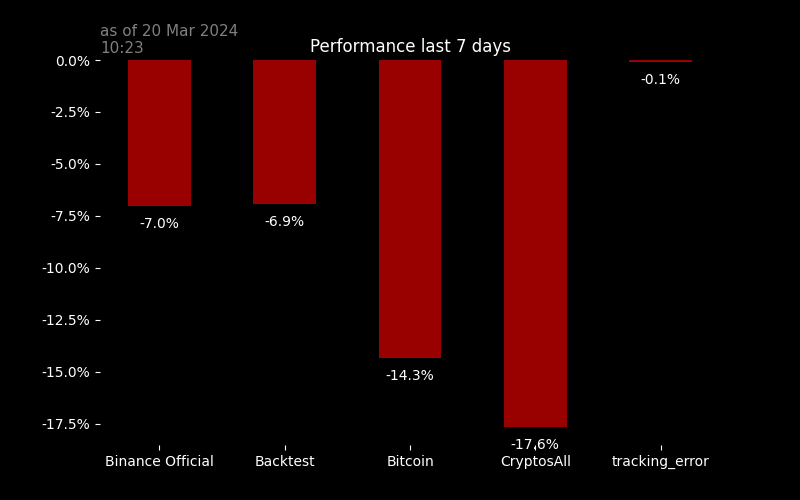 as of 20 Mar 2024
10:23
Performance last 7 days
0.0%
-2.5%
-5.0%
-7.5%
-10.0%
-12.5%
-15.0%
-17.5%
-7.0%
-6.9%
-14.3%
-17.6%
-0.1%
Binance Official
Backtest
Bitcoin
CryptosAll
tracking_error